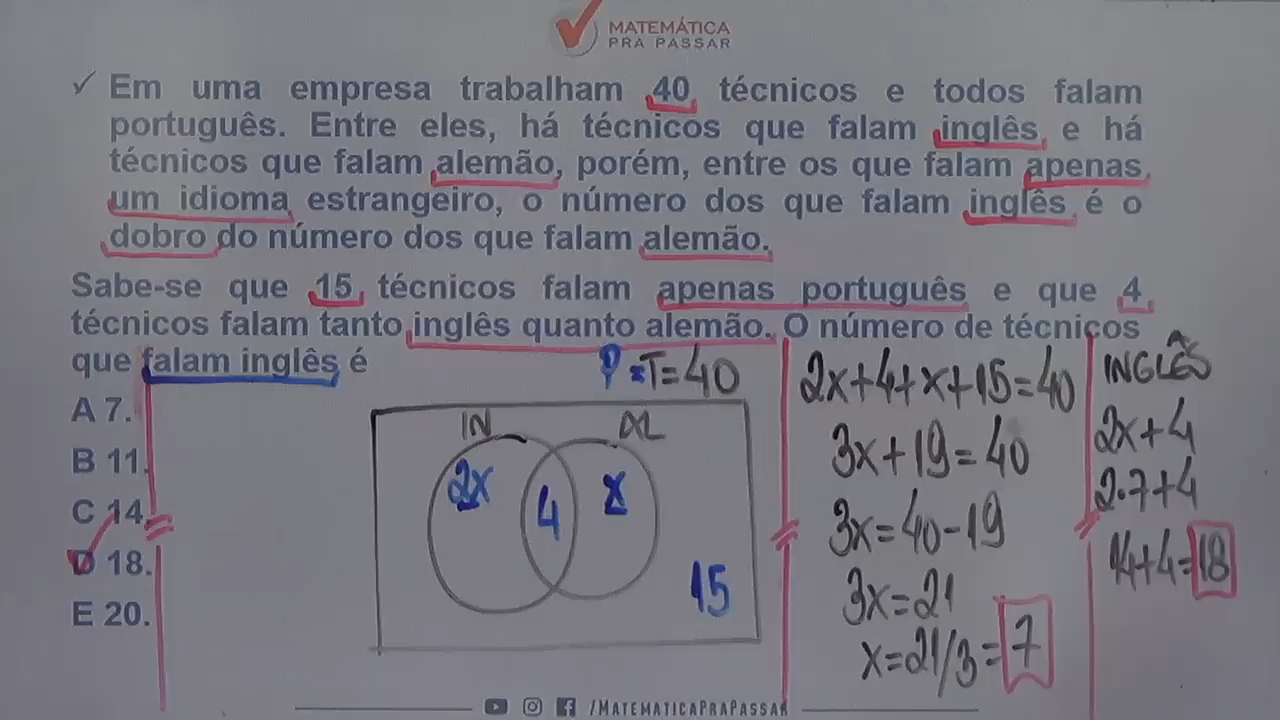 MATEMÁTICA
PRA PASSAR
✓ Em uma empresa trabalham 40 técnicos e todos falam
português. Entre eles, há técnicos que falam inglês e há
técnicos que falam alemão, porém, entre os que falam apenas
um idioma estrangeiro, o número dos que falam inglês é o
dobro do número dos que falam alemão.
Sabe-se que 15 técnicos falam apenas português e que 4
técnicos falam tanto inglês quanto alemão. O número de técnicos
que falam inglês é
A 7.
B 11.
C 14.
D 18.
E 20.
P = T = 40
IN AL
2x 4 x
15
2x+4+x+15=40
3x+19=40
3x=40-19
3x=21
x=21/3=7
INGLÊS
2x+4
2·7+4
14+4=18
/MATEMATICAPRAPASSAR